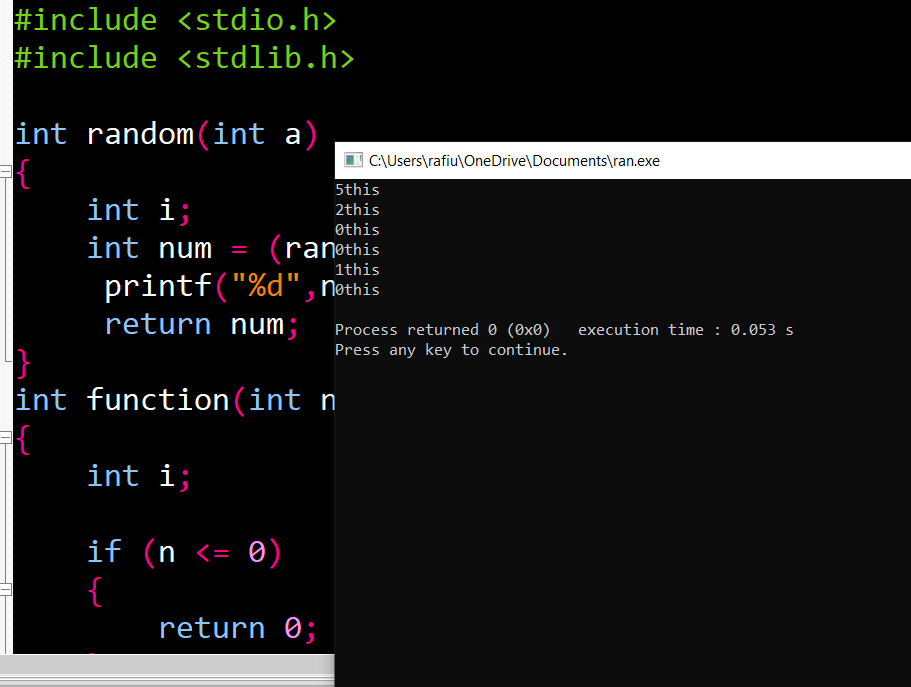 #include <stdio.h>
#include <stdlib.h>
int random(int a)
{
int i;
int num = (ran
printf("%d",n
return num;
}
int function(int n
{
int i;
if (n <= 0)
{
return 0;
C:\Users\rafiu\OneDrive\Documents\ran.exe
5this
2this
0this
0this
1this
0this
Process returned 0 (0x0)   execution time : 0.053 s
Press any key to continue.